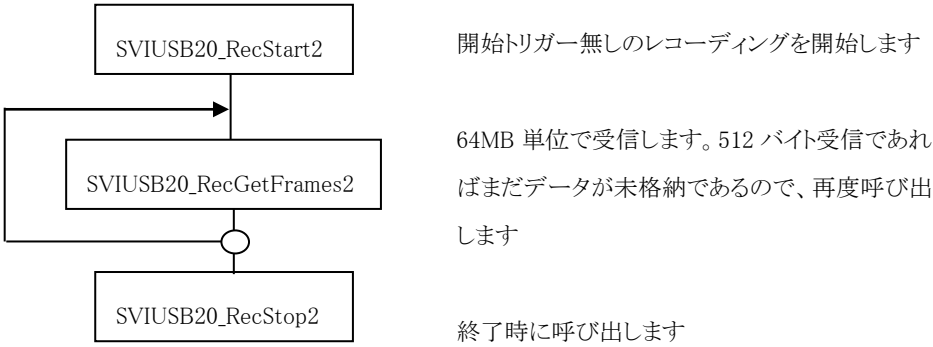 SVIUSB20_RecStart2
開始トリガー無しのレコーディングを開始します
64MB 単位で受信します。512 バイト受信であれ
ばまだデータが未格納であるので、再度呼び出
します
SVIUSB20_RecGetFrames2
SVIUSB20_RecStop2
終了時に呼び出します